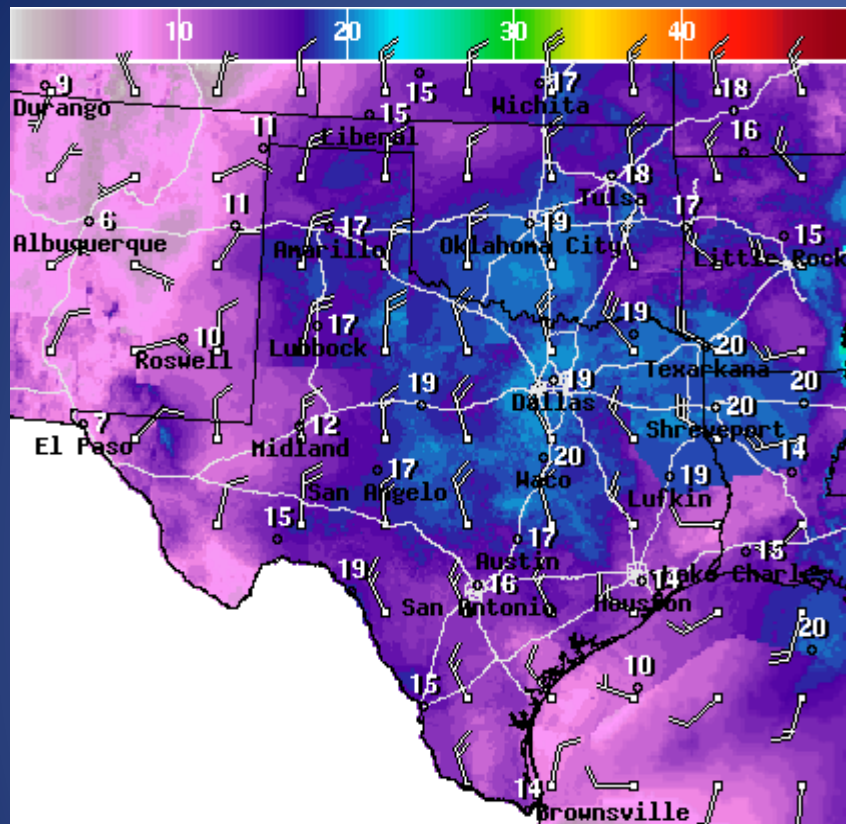 10 20 30 40
9 15 17 18
Durango Liberal 15 Wichita
11 16
18
Tulsa
6 11 17 19 17 15
Albuquerque Amarillo Oklahoma City Little Rock
10 17 19
Roswell Lubbock Texarkana 20
19 19 20 20
Dallas
7 12 Shreveport
El Paso Midland
17 20 19 14
San Angelo Waco Lufkin
15 17 15
Austin Lake Charles
19 16 14
San Antonio Houston
20
10
15
14
Brownsville